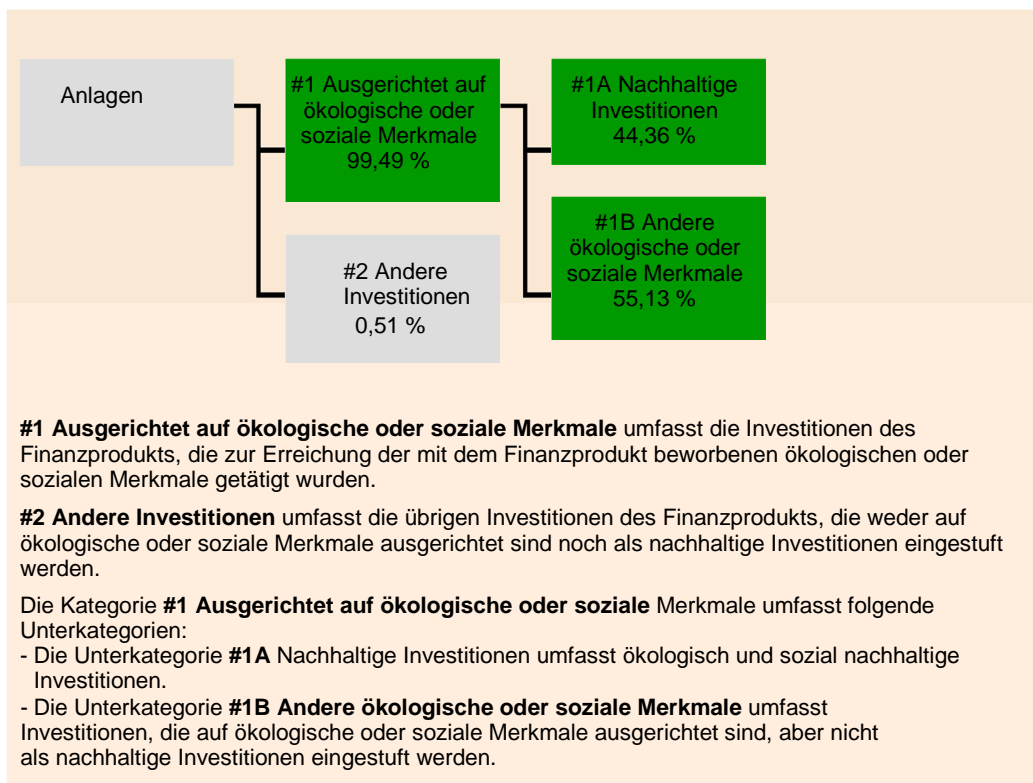 Anlagen
#1 Ausgerichtet auf
ökologische oder
soziale Merkmale
99,49 %
#1A Nachhaltige
Investitionen
44,36 %
#2 Andere
Investitionen
0,51 %
#1B Andere
ökologische oder
soziale Merkmale
55,13 %
#1 Ausgerichtet auf ökologische oder soziale Merkmale umfasst die Investitionen des
Finanzprodukts, die zur Erreichung der mit dem Finanzprodukt beworbenen ökologischen oder
sozialen Merkmale getätigt wurden.
#2 Andere Investitionen umfasst die übrigen Investitionen des Finanzprodukts, die weder auf
ökologische oder soziale Merkmale ausgerichtet sind noch als nachhaltige Investitionen eingestuft
werden.
Die Kategorie #1 Ausgerichtet auf ökologische oder soziale Merkmale umfasst folgende
Unterkategorien:
- Die Unterkategorie #1A Nachhaltige Investitionen umfasst ökologisch und sozial nachhaltige
Investitionen.
- Die Unterkategorie #1B Andere ökologische oder soziale Merkmale umfasst
Investitionen, die auf ökologische oder soziale Merkmale ausgerichtet sind, aber nicht
als nachhaltige Investitionen eingestuft werden.